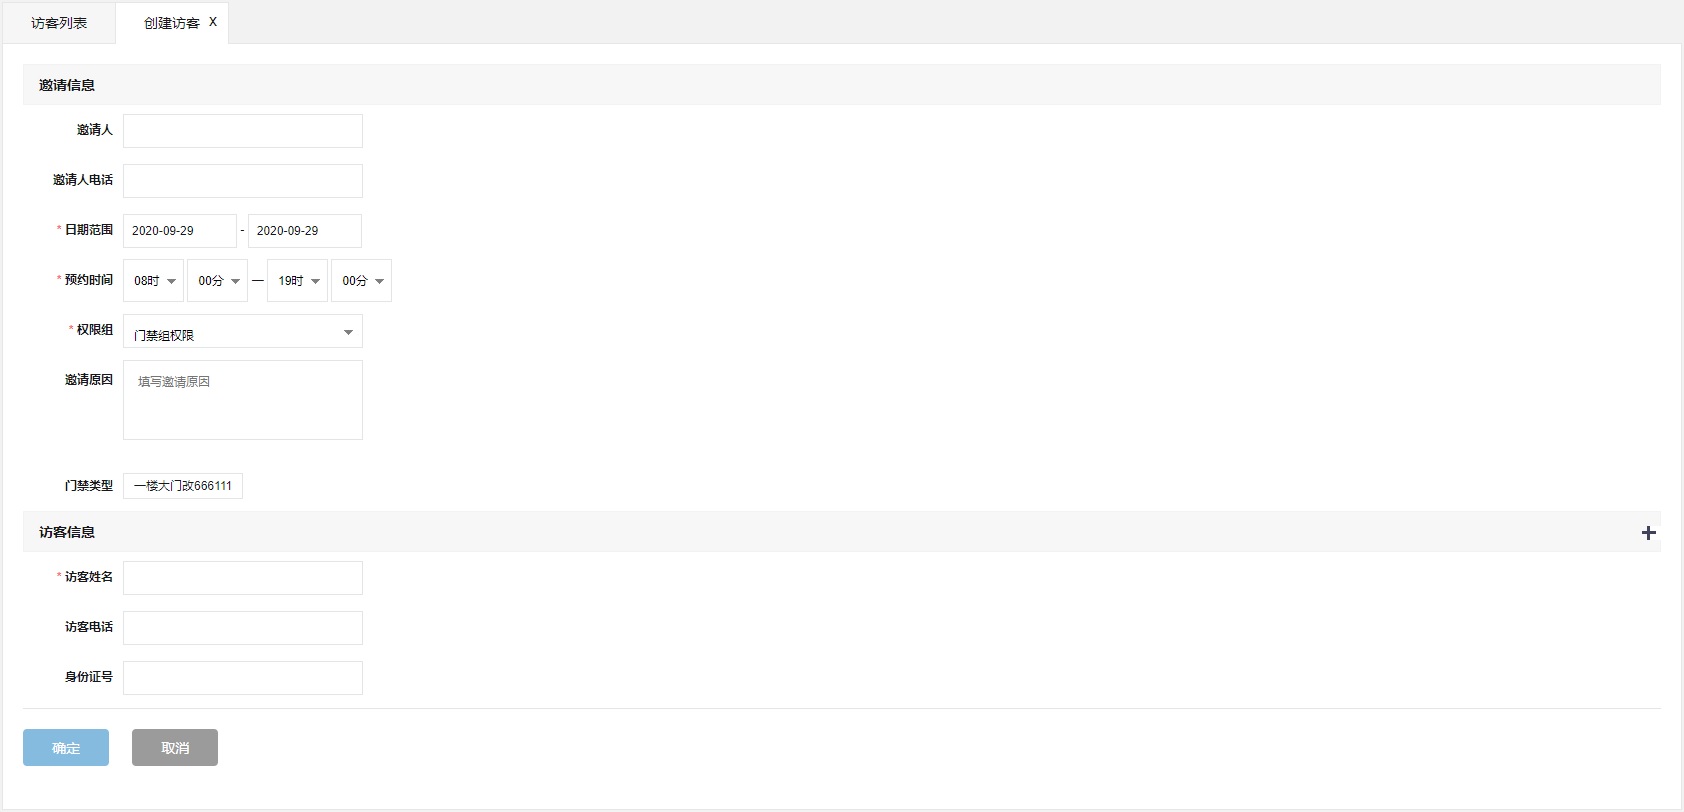 访客列表 创建访客 X
邀请信息
邀请人
邀请人电话
* 日期范围 2020-09-29 - 2020-09-29
* 预约时间 08时 00分 — 19时 00分
* 权限组 门禁组权限
邀请原因 填写邀请原因
门禁类型 一楼大门改666111
访客信息 +
* 访客姓名
访客电话
身份证号
确定 取消